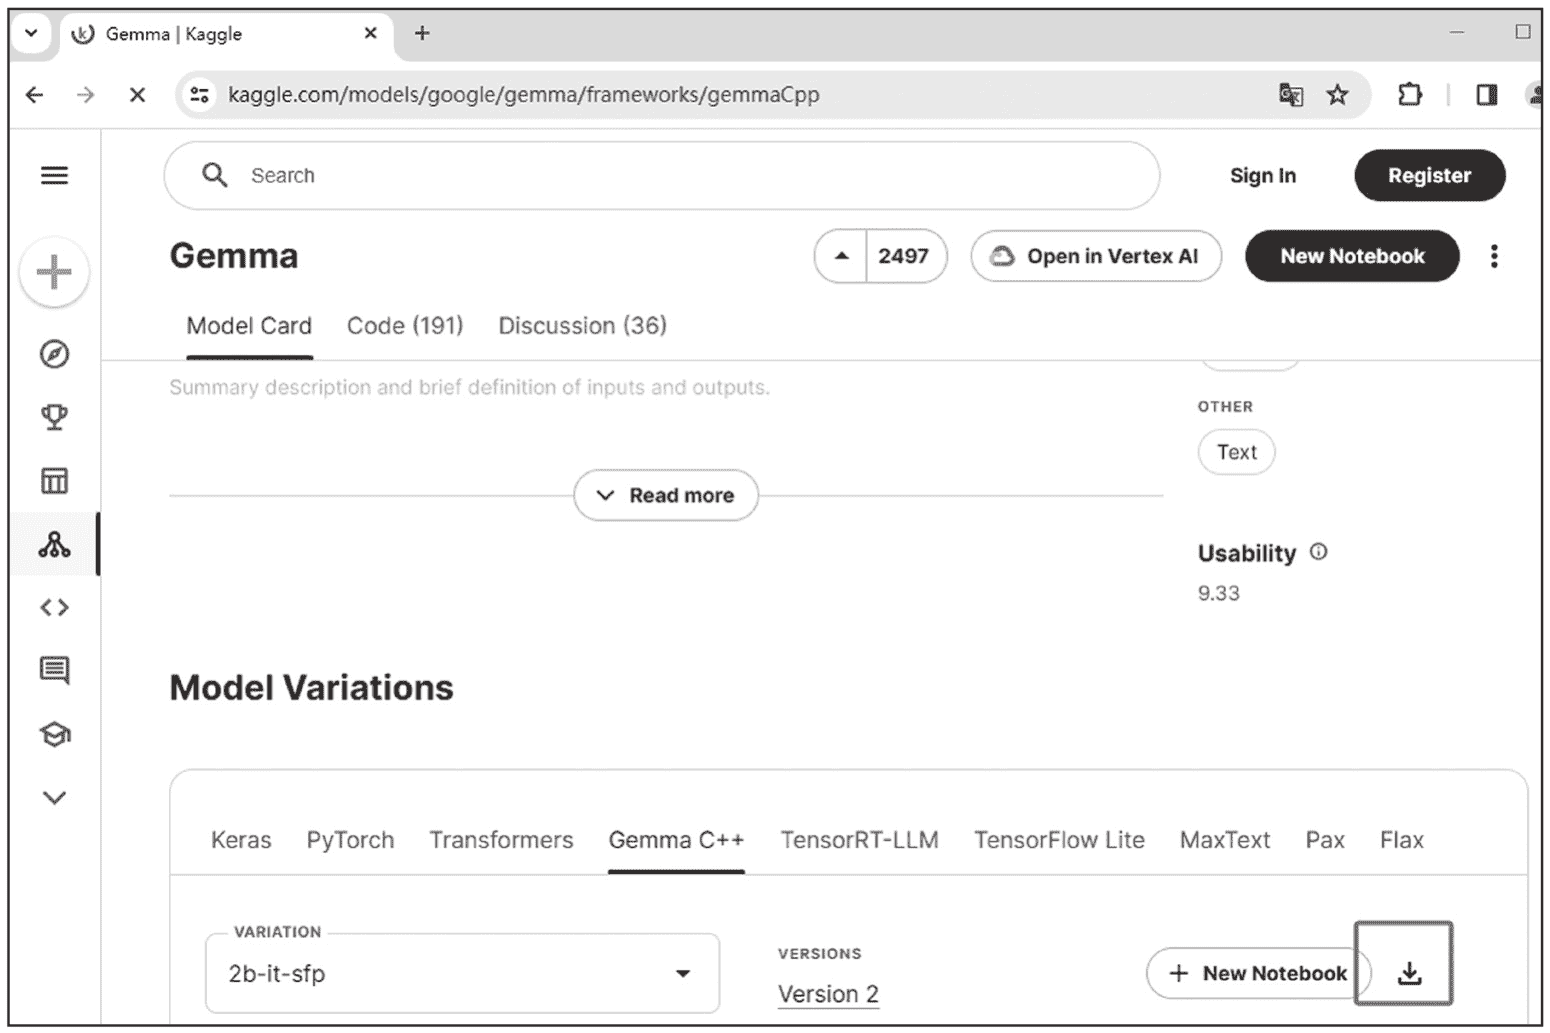 Gemma | Kaggle
kaggle.com/models/google/gemma/frameworks/gemmaCpp
Search
Sign In
Register
Gemma
2497
Open in Vertex AI
New Notebook
Model Card
Code (191)
Discussion (36)
Summary description and brief definition of inputs and outputs.
OTHER
Text
Read more
Usability
9.33
Model Variations
Keras
PyTorch
Transformers
Gemma C++
TensorRT-LLM
TensorFlow Lite
MaxText
Pax
Flax
VARIATION
2b-it-sfp
VERSIONS
Version 2
+ New Notebook